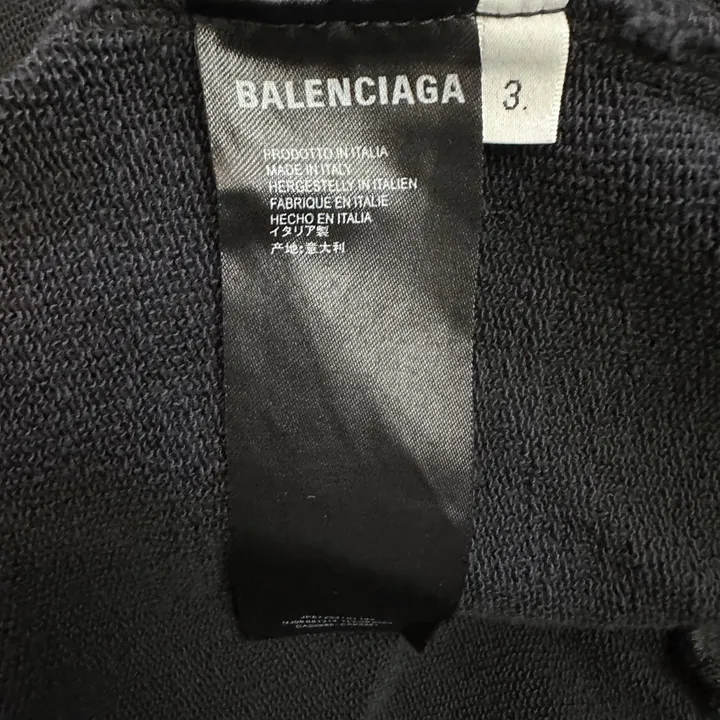 BALENCIAGA
3.
PRODOTTO IN ITALIA
MADE IN ITALY
HERGESTELLY IN ITALIEN
FABRIQUE EN ITALIE
HECHO EN ITALIA
イタリア製
产地:意大利